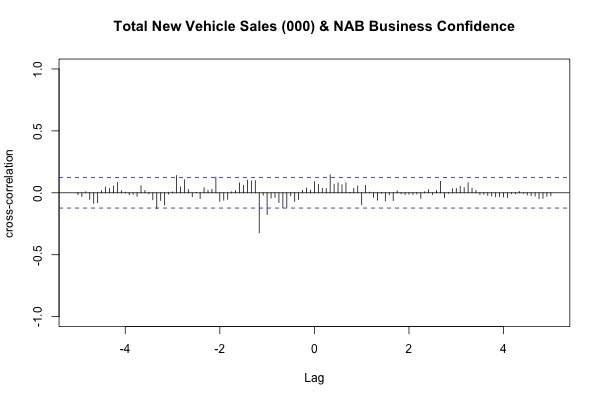 Total New Vehicle Sales (000) & NAB Business Confidence
1.0
0.5
0.0
-0.5
-1.0
cross-correlation
-4 -2 0 2 4
Lag